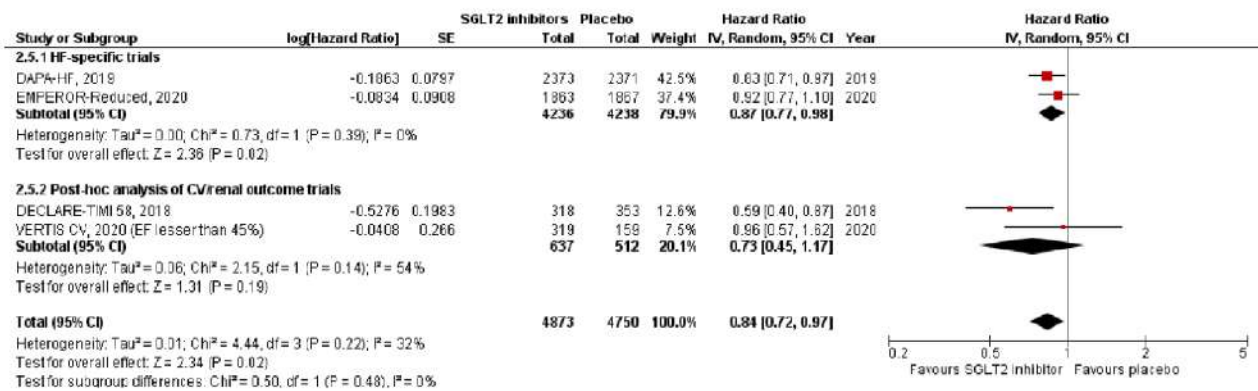 SGLT2 inhibitors Placebo Hazard Ratio Hazard Ratio
Study or Subgroup log[Hazard Ratio] SE Total Total Weight IV, Random, 95% CI Year IV, Random, 95% CI
2.5.1 HF-specific trials
DAPA-HF, 2019 -0.1863 0.0797 2373 2371 42.5% 0.83 [0.71, 0.97] 2019
EMPEROR-Reduced, 2020 -0.0834 0.0908 1863 1867 37.4% 0.92 [0.77, 1.10] 2020
Subtotal (95% CI) 4236 4238 79.9% 0.87 [0.77, 0.98]
Heterogeneity: Tau² = 0.00; Chi² = 0.73, df = 1 (P = 0.39); I² = 0%
Test for overall effect: Z = 2.36 (P = 0.02)
2.5.2 Post-hoc analysis of CV/renal outcome trials
DECLARE-TIMI 58, 2018 -0.5276 0.1983 318 353 12.6% 0.59 [0.40, 0.87] 2018
VERTIS CV, 2020 (EF lesser than 45%) -0.0408 0.266 319 159 7.5% 0.96 [0.57, 1.62] 2020
Subtotal (95% CI) 637 512 20.1% 0.73 [0.45, 1.17]
Heterogeneity: Tau² = 0.06; Chi² = 2.15, df = 1 (P = 0.14); I² = 54%
Test for overall effect: Z = 1.31 (P = 0.19)
Total (95% CI) 4873 4750 100.0% 0.84 [0.72, 0.97]
Heterogeneity: Tau² = 0.01; Chi² = 4.44, df = 3 (P = 0.22); I² = 32%
Test for overall effect: Z = 2.34 (P = 0.02)
Test for subgroup differences: Chi² = 0.50, df = 1 (P = 0.48), I² = 0%
0.2 0.5 1 2 5
Favours SGLT2 inhibitor Favours placebo